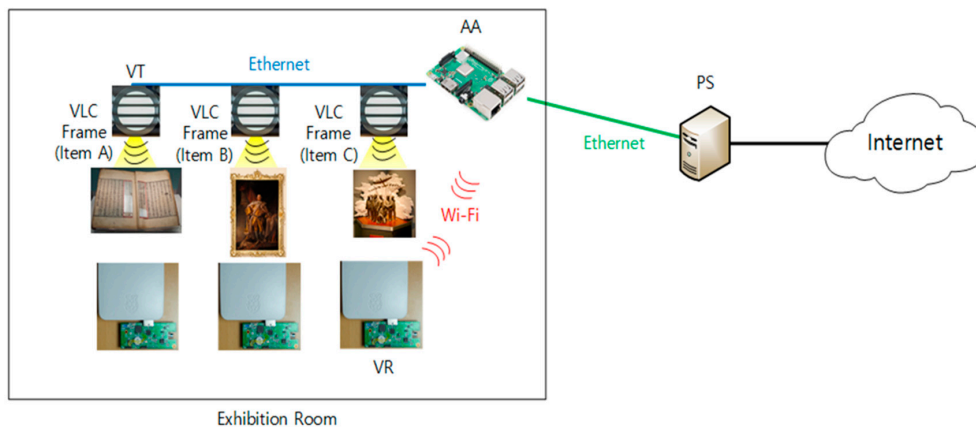 AA
VT
Ethernet
PS
VLC
Frame
(Item A)
VLC
Frame
(Item B)
VLC
Frame
(Item C)
Ethernet
Internet
Wi-Fi
VR
Exhibition Room